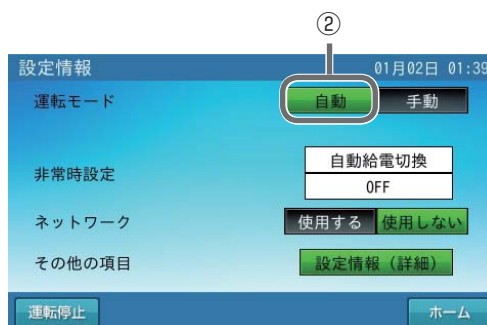 ②
設定情報 01月02日 01:39
運転モード 自動 手動
非常時設定 自動給電切換
OFF
ネットワーク 使用する 使用しない
その他の項目 設定情報（詳細）
運転停止 ホーム